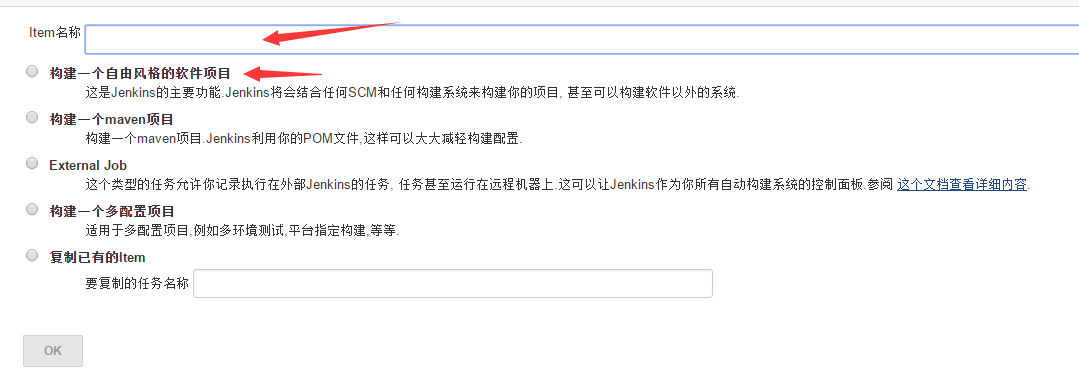 Item名称
构建一个自由风格的软件项目
这是Jenkins的主要功能.Jenkins将会结合任何SCM和任何构建系统来构建你的项目, 甚至可以构建软件以外的系统.
构建一个maven项目
构建一个maven项目.Jenkins利用你的POM文件,这样可以大大减轻构建配置.
External Job
这个类型的任务允许你记录执行在外部Jenkins的任务, 任务甚至运行在远程机器上.这可以让Jenkins作为你所有自动构建系统的控制面板.参阅 这个文档查看详细内容.
构建一个多配置项目
适用于多配置项目,例如多环境测试,平台指定构建,等等.
复制已有的Item
要复制的任务名称
OK